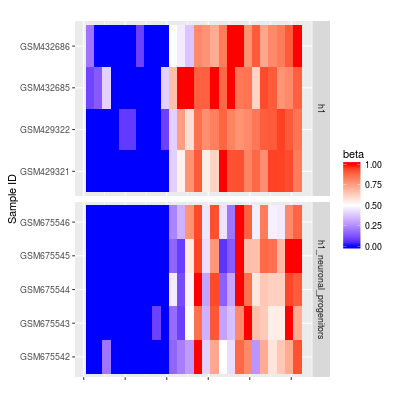 GSM432686
GSM432685
GSM429322
GSM429321
h1
GSM675546
GSM675545
GSM675544
GSM675543
GSM675542
h1_neuronal_progenitors
Sample ID
beta
1.00
0.75
0.50
0.25
0.00